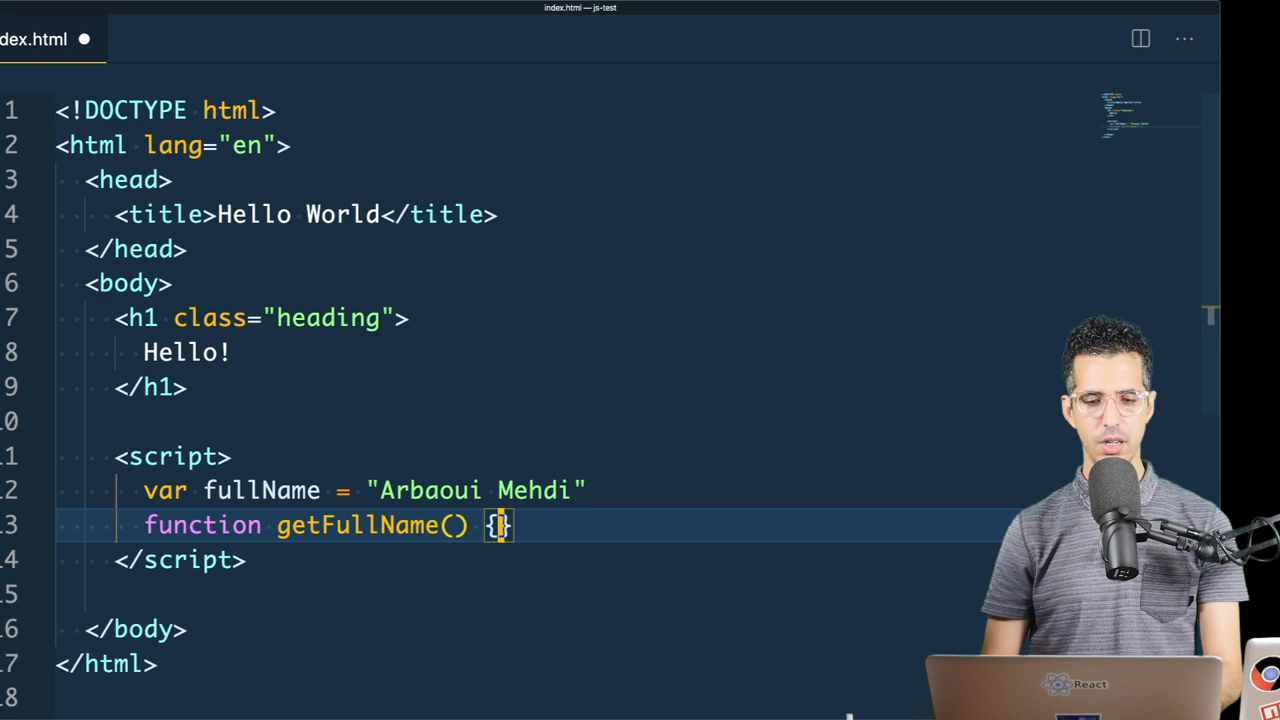 index.html — js-test
dex.html
1 <!DOCTYPE html>
2 <html lang="en">
3 <head>
4 <title>Hello World</title>
5 </head>
6 <body>
7 <h1 class="heading">
8 Hello!
9 </h1>
0
1 <script>
2 var fullName = "Arbaoui Mehdi"
3 function getFullName() {}
4 </script>
5
6 </body>
7 </html>
8
React